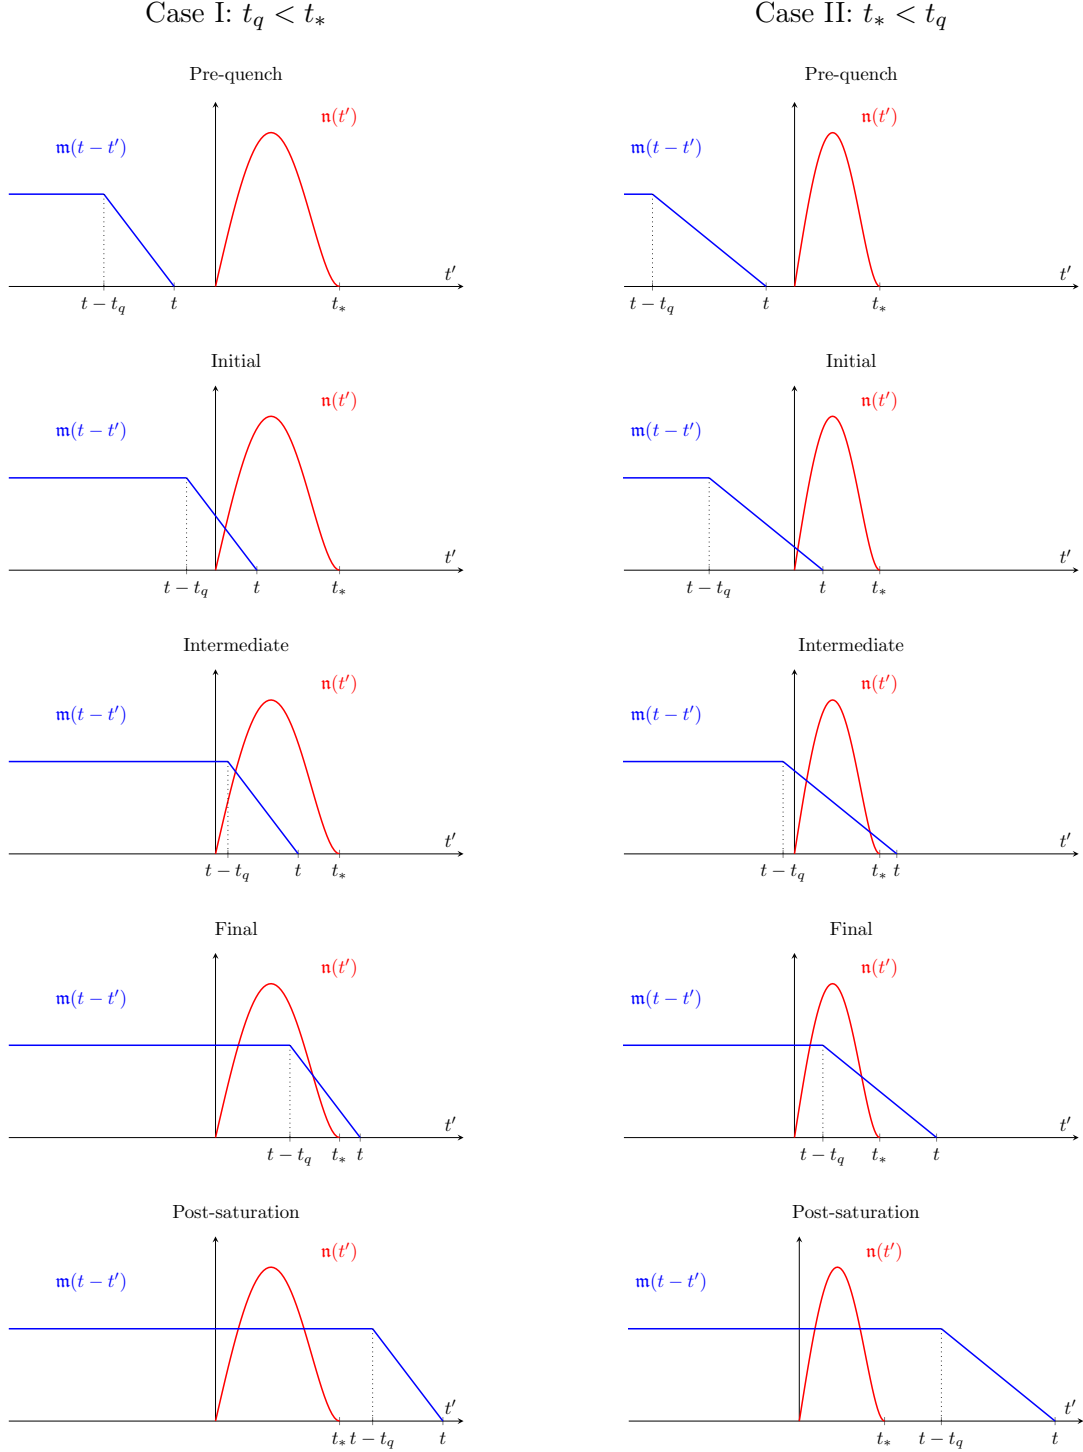 Case I: t_q < t_*
Pre-quench
𝔫(t′)
𝔪(t − t′)
t′
t − t_q t t_*
Initial
𝔫(t′)
𝔪(t − t′)
t′
t − t_q t t_*
Intermediate
𝔫(t′)
𝔪(t − t′)
t′
t − t_q t t_*
Final
𝔫(t′)
𝔪(t − t′)
t′
t − t_q t_* t
Post-saturation
𝔫(t′)
𝔪(t − t′)
t′
t_* t − t_q t
Case II: t_* < t_q
Pre-quench
𝔫(t′)
𝔪(t − t′)
t′
t − t_q t t_*
Initial
𝔫(t′)
𝔪(t − t′)
t′
t − t_q t t_*
Intermediate
𝔫(t′)
𝔪(t − t′)
t′
t − t_q t_* t
Final
𝔫(t′)
𝔪(t − t′)
t′
t − t_q t_* t
Post-saturation
𝔫(t′)
𝔪(t − t′)
t′
t_* t − t_q t